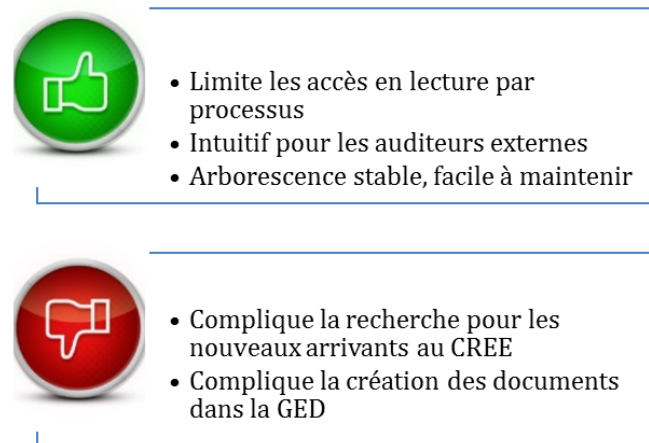 • Limite les accès en lecture par
processus
• Intuitif pour les auditeurs externes
• Arborescence stable, facile à maintenir
• Complique la recherche pour les
nouveaux arrivants au CREE
• Complique la création des documents
dans la GED